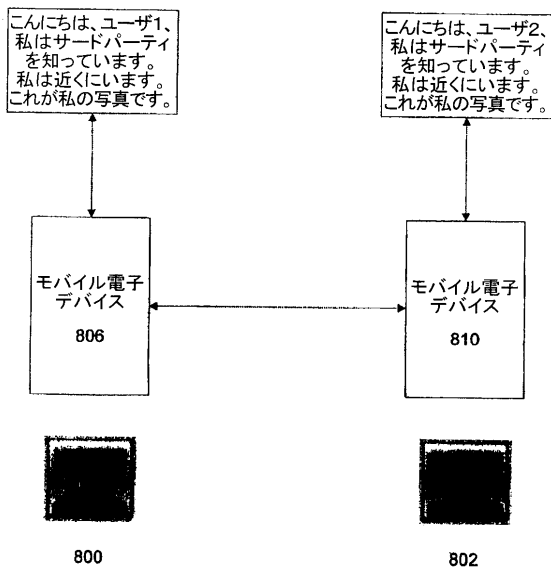 こんにちは、ユーザ1、
私はサードパーティ
を知っています。
私は近くにいます。
これが私の写真です。
こんにちは、ユーザ2、
私はサードパーティ
を知っています。
私は近くにいます。
これが私の写真です。
モバイル電子
デバイス
806
モバイル電子
デバイス
810
800
802